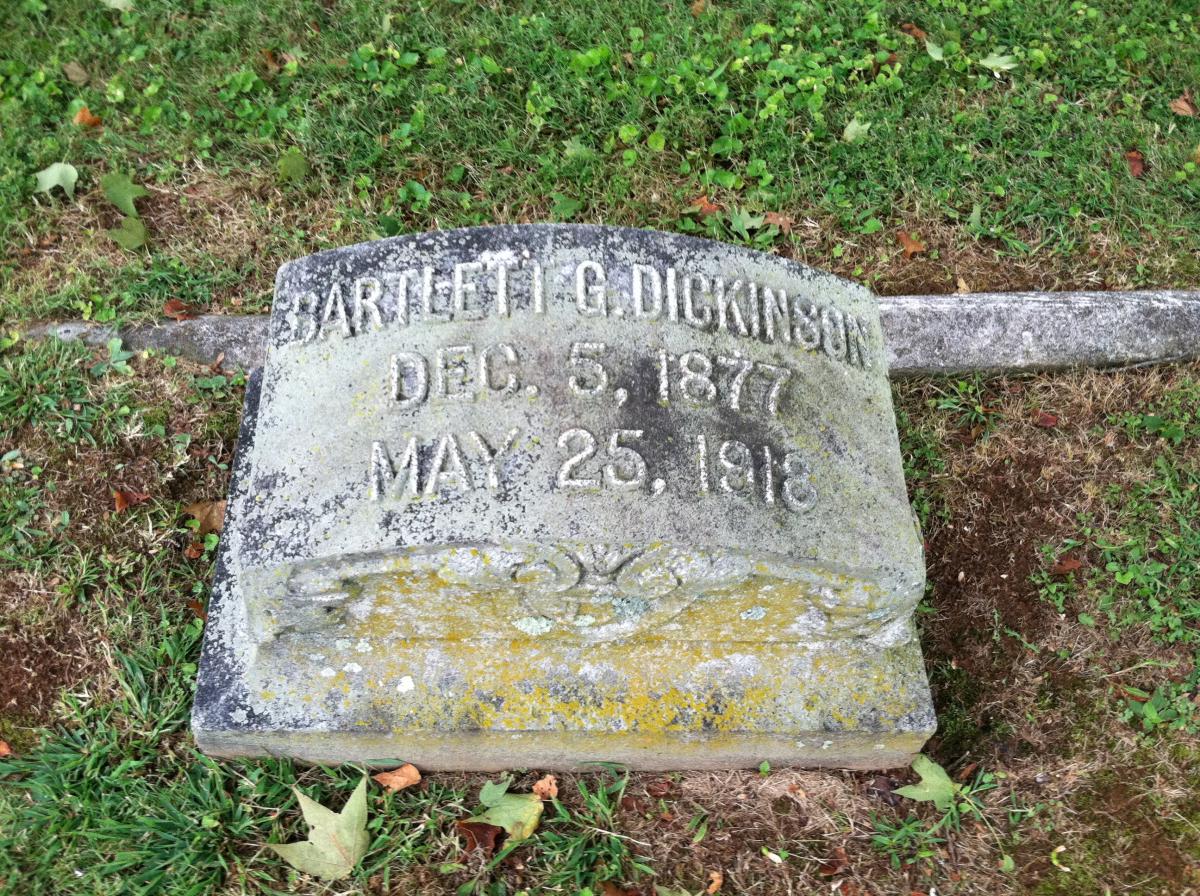 BARTLETT G. DICKINSON
DEC. 5, 1877
MAY 25, 1918